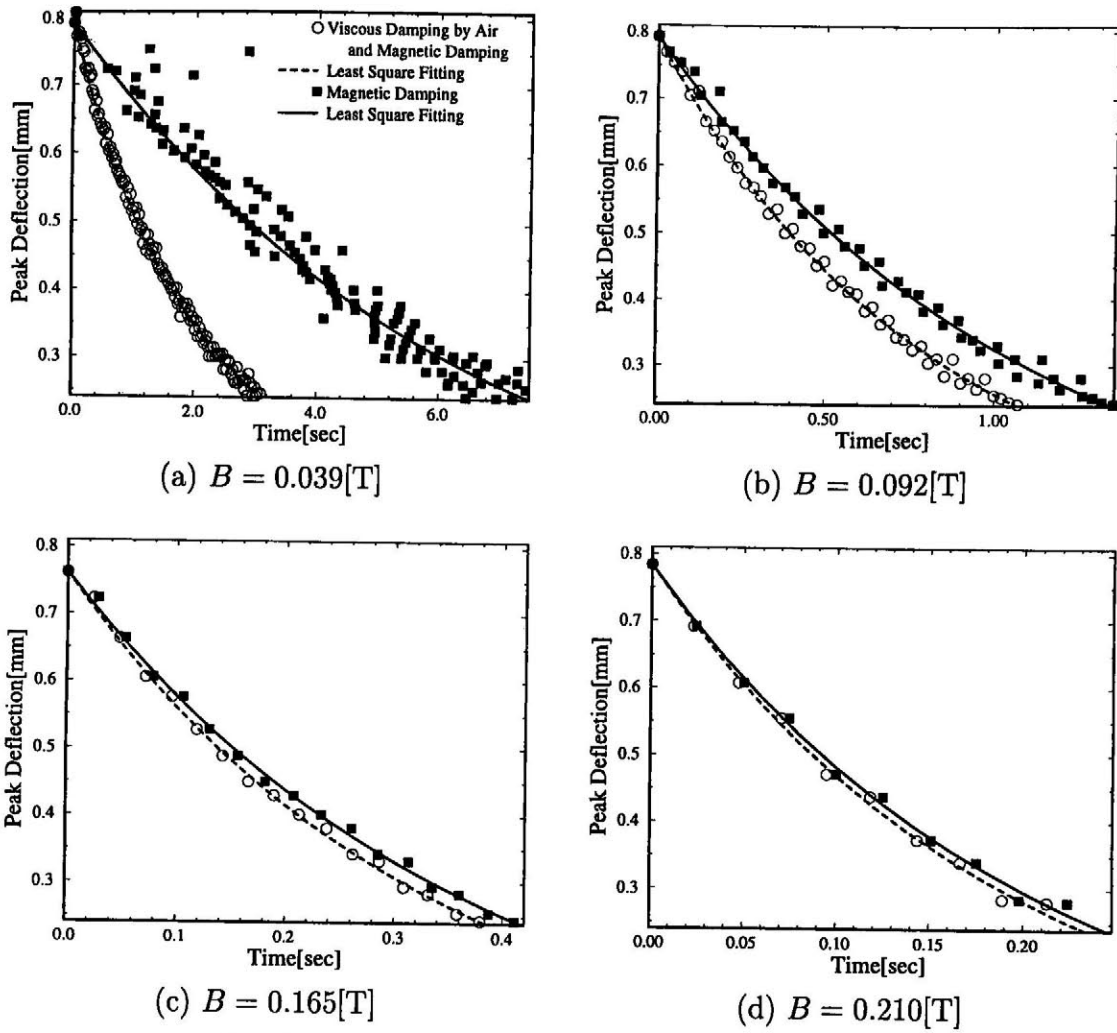 0.8
0.7
0.6
0.5
0.4
0.3
Peak Deflection[mm]
Viscous Damping by Air
and Magnetic Damping
Least Square Fitting
Magnetic Damping
Least Square Fitting
0.0 2.0 4.0 6.0
Time[sec]
(a) B = 0.039[T]
0.8
0.7
0.6
0.5
0.4
0.3
Peak Deflection[mm]
0.00 0.50 1.00
Time[sec]
(b) B = 0.092[T]
0.8
0.7
0.6
0.5
0.4
0.3
Peak Deflection[mm]
0.0 0.1 0.2 0.3 0.4
Time[sec]
(c) B = 0.165[T]
0.8
0.7
0.6
0.5
0.4
0.3
Peak Deflection[mm]
0.00 0.05 0.10 0.15 0.20
Time[sec]
(d) B = 0.210[T]